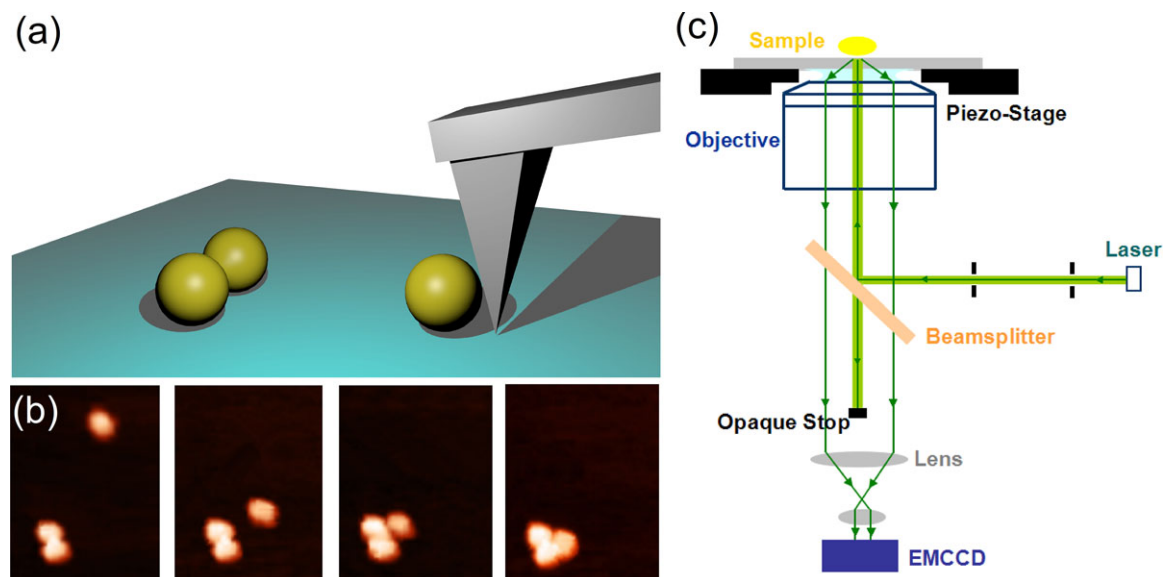 (a)
(b)
(c)
Sample
Piezo-Stage
Objective
Laser
Beamsplitter
Opaque Stop
Lens
EMCCD